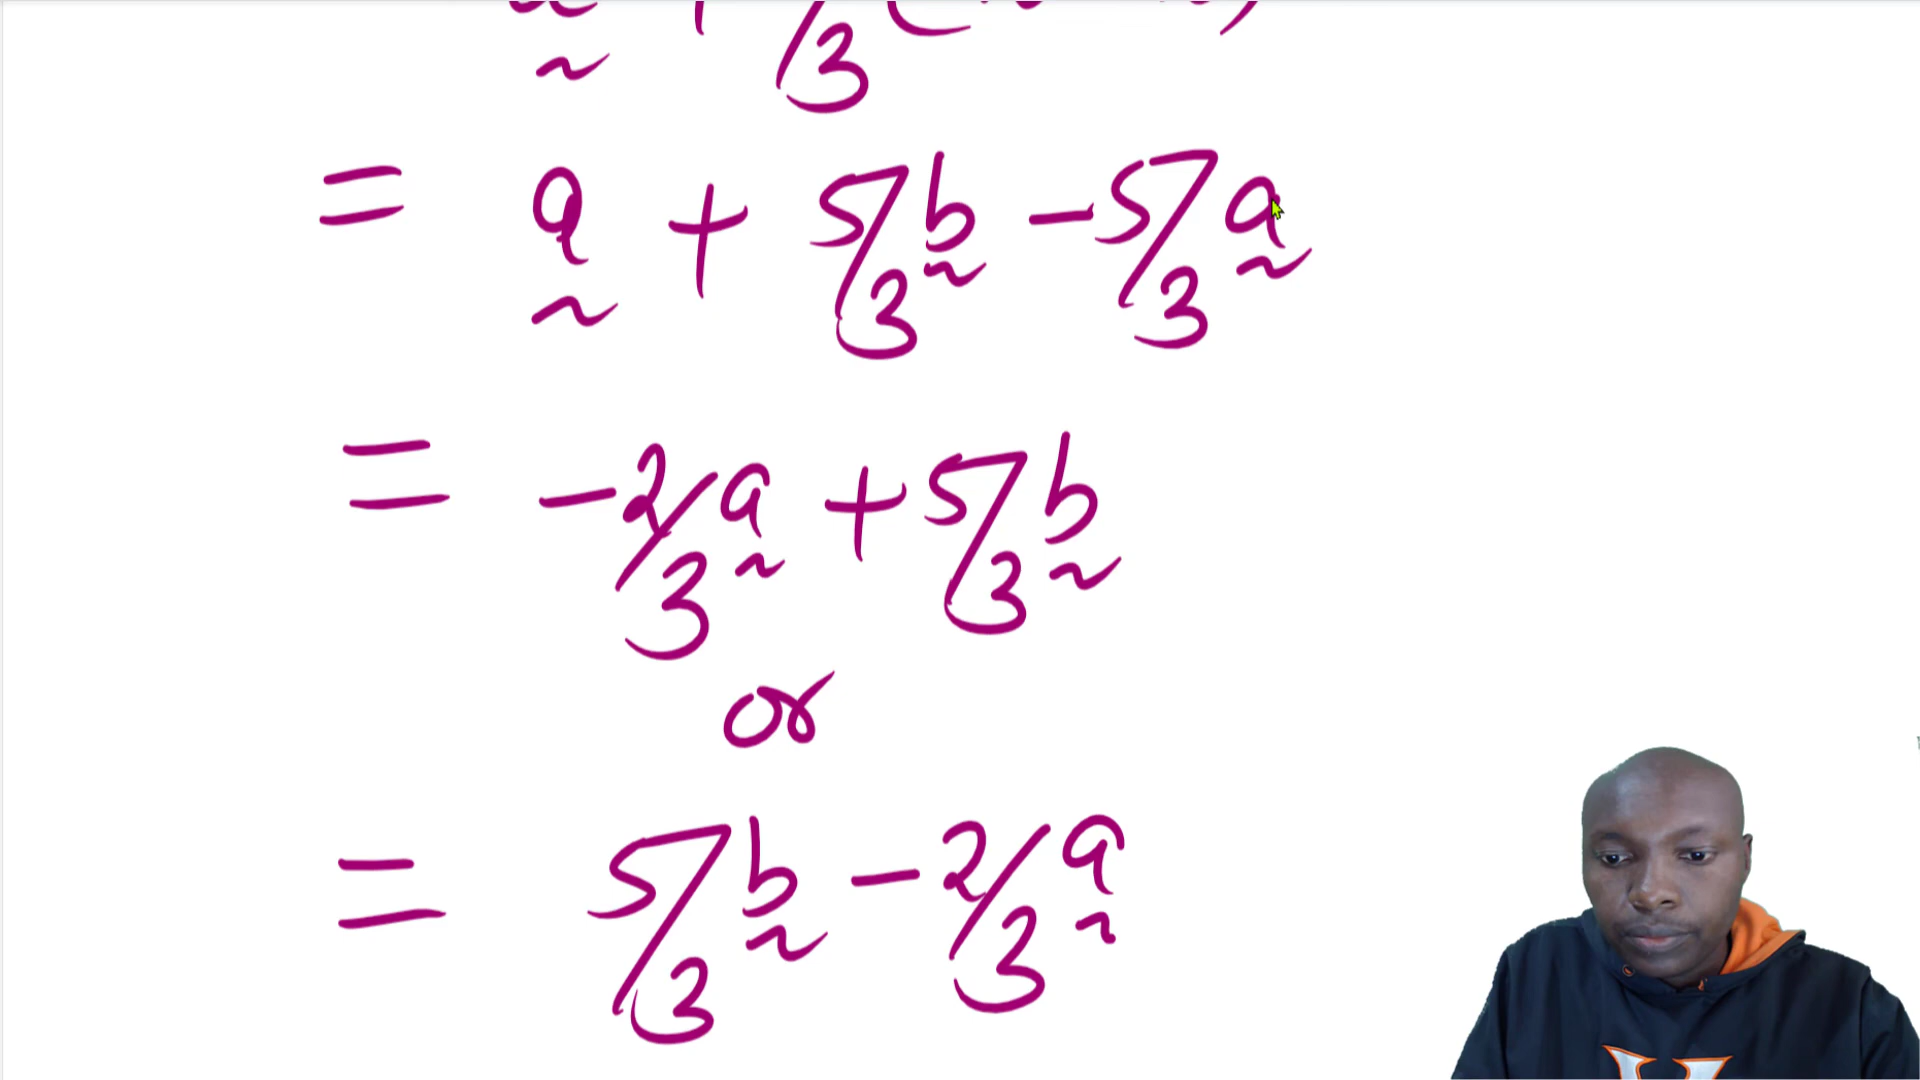 = a + 5/3 b - 5/3 a
= -2/3 a + 5/3 b
or
= 5/3 b - 2/3 a